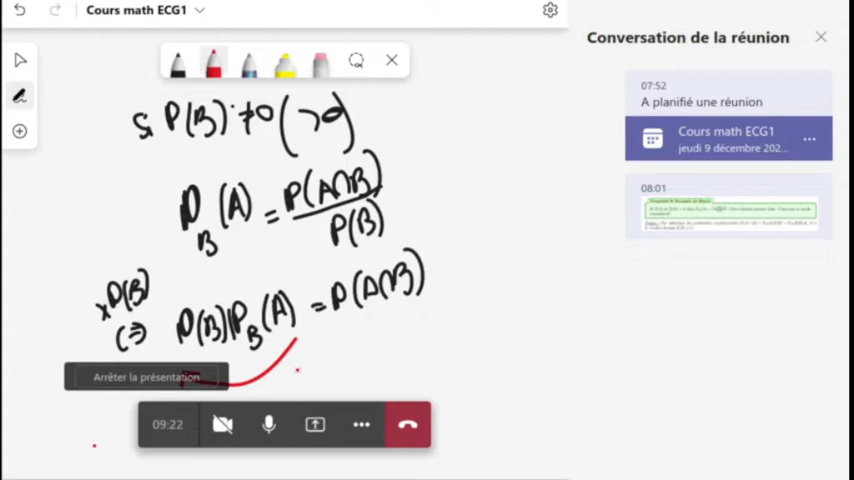 Cours math ECG1
Conversation de la réunion
07:52
A planifié une réunion
Cours math ECG1
jeudi 9 décembre 202...
08:01
Si P(B) ≠0 (>0)
P_B(A) = P(A∩B)/P(B)
×P(B)
(⇒) P(B)P_B(A) = P(A∩B)
Arrêter la présentation
09:22